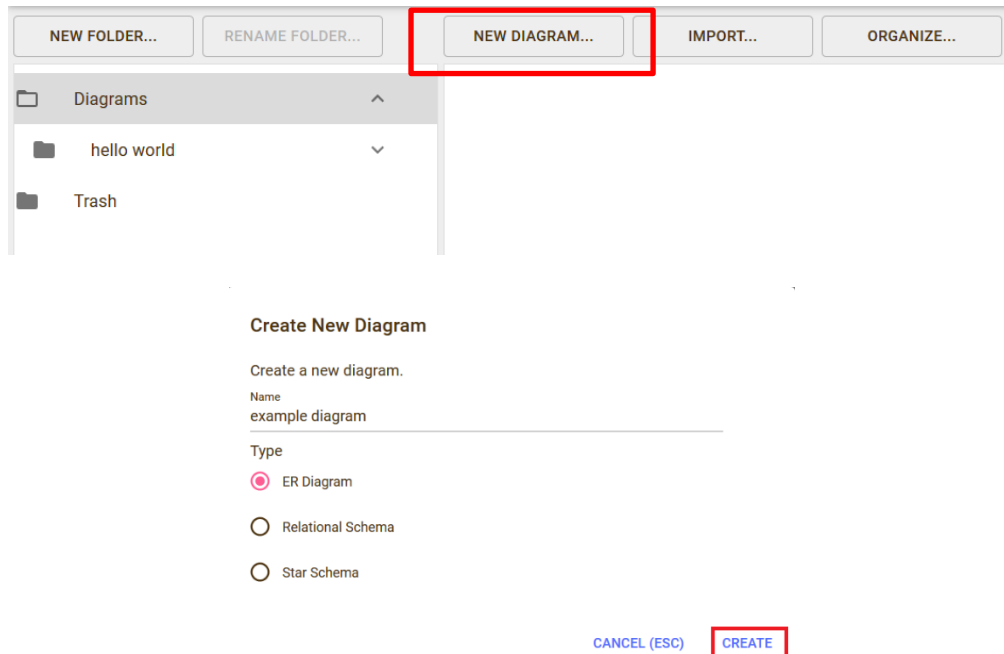 NEW FOLDER... RENAME FOLDER... NEW DIAGRAM... IMPORT... ORGANIZE...
Diagrams
hello world
Trash
Create New Diagram
Create a new diagram.
Name
example diagram
Type
ER Diagram
Relational Schema
Star Schema
CANCEL (ESC) CREATE